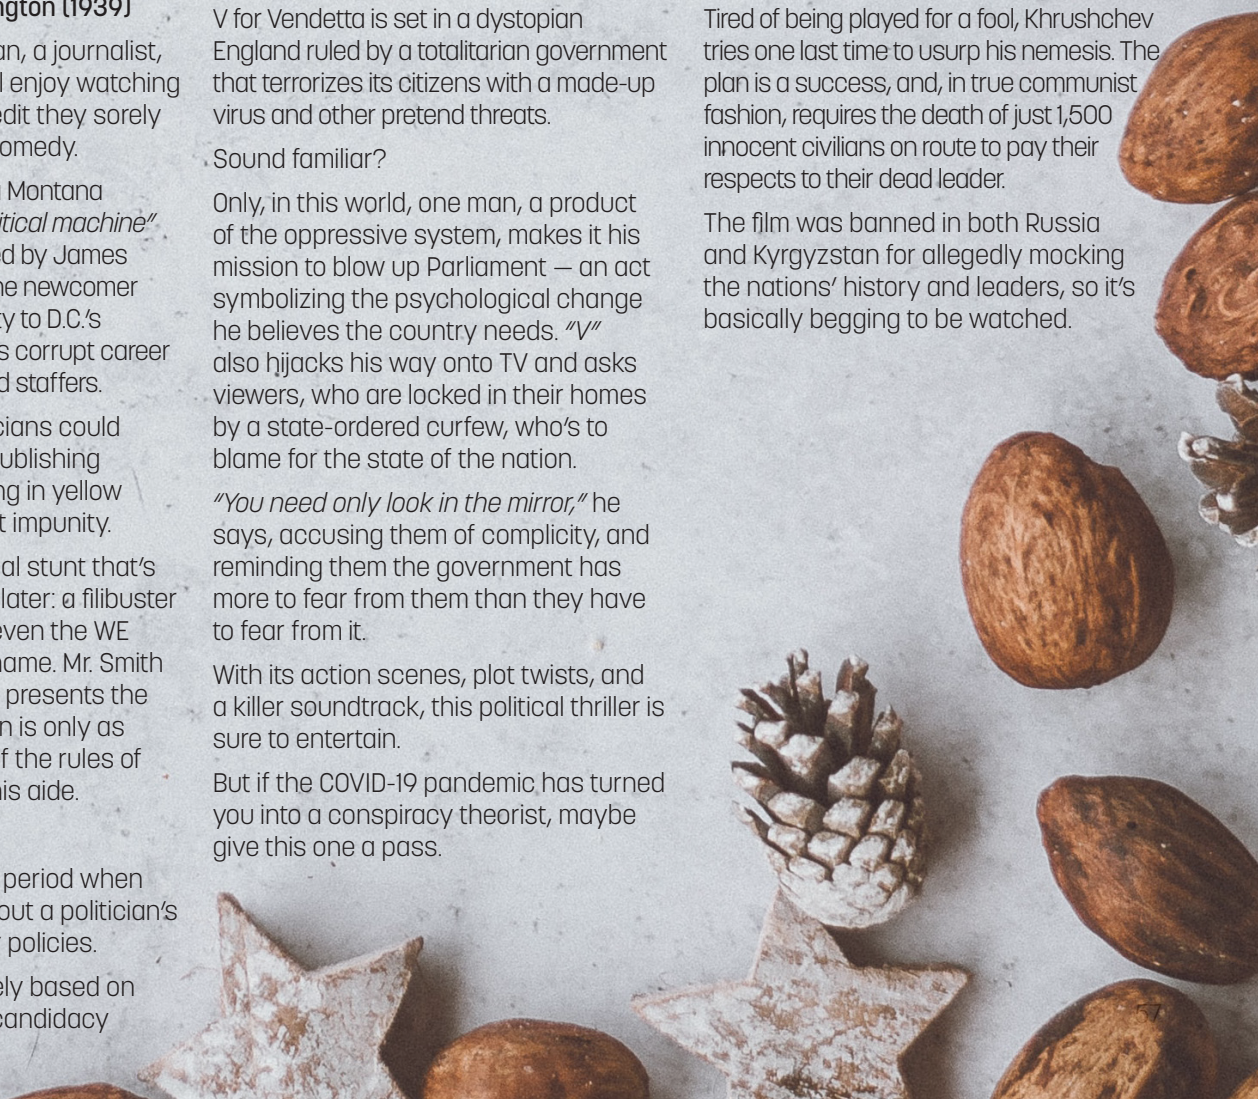 ngton (1939)
an, a journalist,
l enjoy watching
edit they sorely
omedy.
Montana
itical machine”
ed by James
he newcomer
ty to D.C.’s
s corrupt career
d staffers.
cians could
ublishing
ng in yellow
t impunity.
al stunt that’s
later: a filibuster
even the WE
name. Mr. Smith
presents the
n is only as
f the rules of
his aide.
period when
out a politician’s
policies.
ely based on
candidacy
V for Vendetta is set in a dystopian
England ruled by a totalitarian government
that terrorizes its citizens with a made-up
virus and other pretend threats.
Sound familiar?
Only, in this world, one man, a product
of the oppressive system, makes it his
mission to blow up Parliament — an act
symbolizing the psychological change
he believes the country needs. “V”
also hijacks his way onto TV and asks
viewers, who are locked in their homes
by a state-ordered curfew, who’s to
blame for the state of the nation.
“You need only look in the mirror,” he
says, accusing them of complicity, and
reminding them the government has
more to fear from them than they have
to fear from it.
With its action scenes, plot twists, and
a killer soundtrack, this political thriller is
sure to entertain.
But if the COVID-19 pandemic has turned
you into a conspiracy theorist, maybe
give this one a pass.
Tired of being played for a fool, Khrushchev
tries one last time to usurp his nemesis. The
plan is a success, and, in true communist
fashion, requires the death of just 1,500
innocent civilians on route to pay their
respects to their dead leader.
The film was banned in both Russia
and Kyrgyzstan for allegedly mocking
the nations’ history and leaders, so it’s
basically begging to be watched.
57